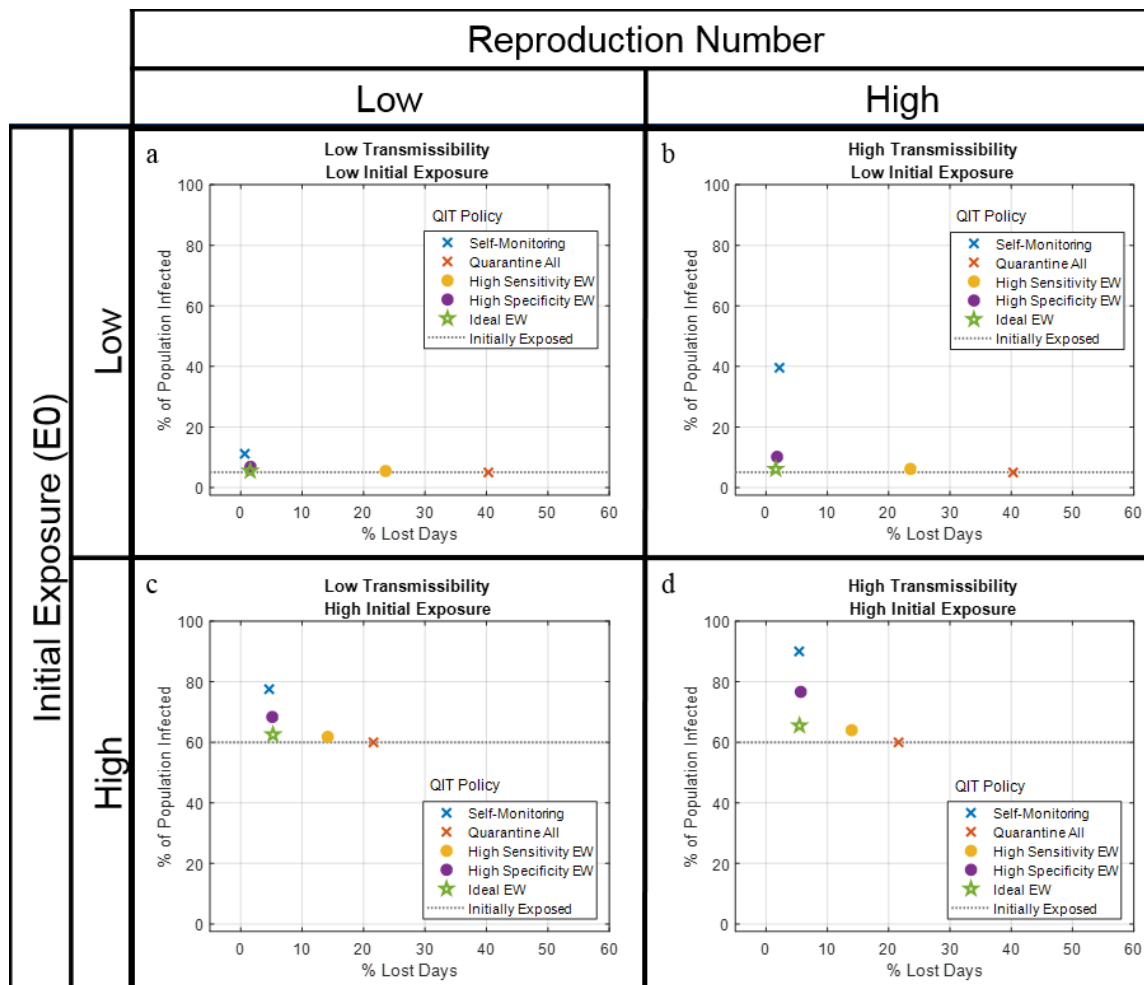 Reproduction Number
Low
High
Initial Exposure (E0)
Low
High
a
Low Transmissibility
Low Initial Exposure
% of Population Infected
100
80
60
40
20
0
QIT Policy
Self-Monitoring
Quarantine All
High Sensitivity EW
High Specificity EW
Ideal EW
Initially Exposed
0 10 20 30 40 50 60
% Lost Days
b
High Transmissibility
Low Initial Exposure
% of Population Infected
100
80
60
40
20
0
QIT Policy
Self-Monitoring
Quarantine All
High Sensitivity EW
High Specificity EW
Ideal EW
Initially Exposed
0 10 20 30 40 50 60
% Lost Days
c
Low Transmissibility
High Initial Exposure
% of Population Infected
100
80
60
40
20
0
QIT Policy
Self-Monitoring
Quarantine All
High Sensitivity EW
High Specificity EW
Ideal EW
Initially Exposed
0 10 20 30 40 50 60
% Lost Days
d
High Transmissibility
High Initial Exposure
% of Population Infected
100
80
60
40
20
0
QIT Policy
Self-Monitoring
Quarantine All
High Sensitivity EW
High Specificity EW
Ideal EW
Initially Exposed
0 10 20 30 40 50 60
% Lost Days